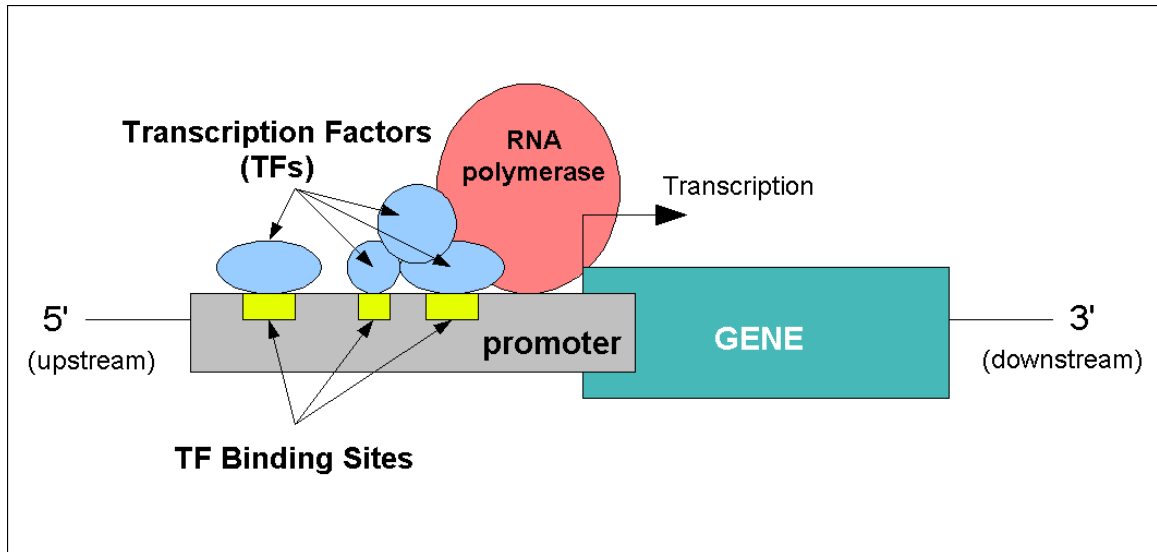 Transcription Factors
(TFs)
RNA
polymerase
Transcription
5'
(upstream)
promoter
GENE
3'
(downstream)
TF Binding Sites